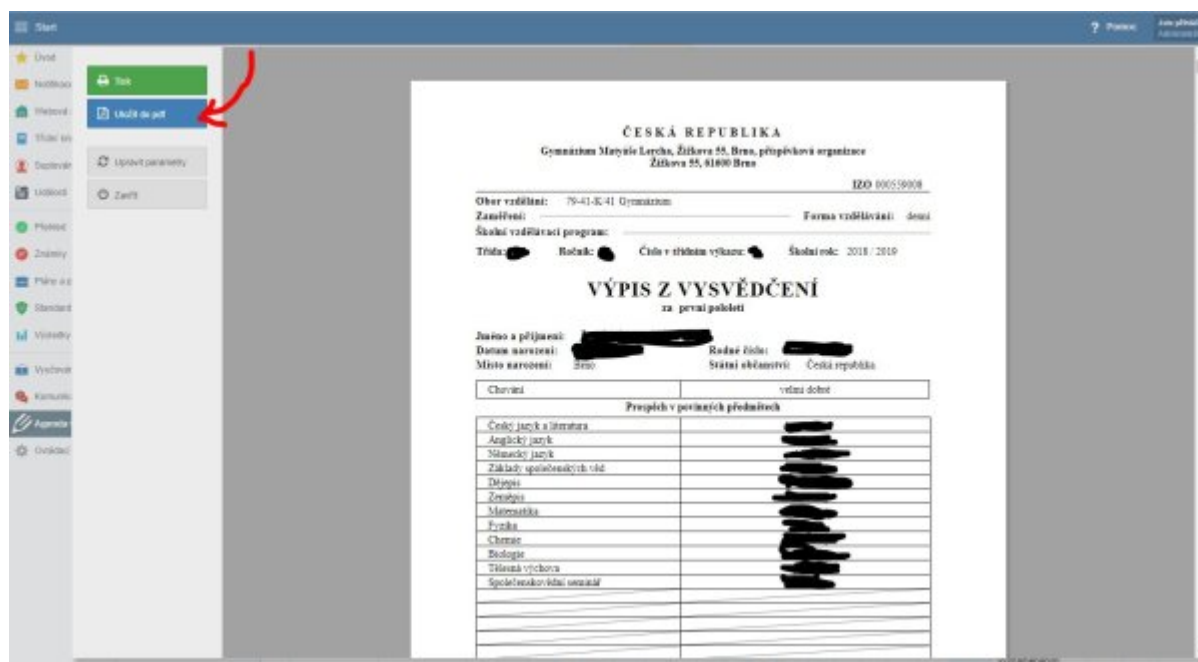 Start
? Pomoc
Úvod
Tisk
Uložit do pdf
Upravit parametry
Zavřít
Události
Známky
Výsledky
Agenda
ČESKÁ REPUBLIKA
Gymnázium Matyáše Lercha, Žižkova 55, Brno, příspěvková organizace
Žižkova 55, 61600 Brno
IZO 000559008
Obor vzdělání: 79-41-K/41 Gymnázium
Zaměření: Forma vzdělávání: denní
Školní vzdělávací program:
Třída: Ročník: Číslo v třídním výkazu: Školní rok: 2018 / 2019
VÝPIS Z VYSVĚDČENÍ
za první pololetí
Jméno a příjmení:
Datum narození: Rodné číslo:
Místo narození: Brno Státní občanství: Česká republika
Chování velmi dobré
Prospěch v povinných předmětech
Český jazyk a literatura
Anglický jazyk
Německý jazyk
Základy společenských věd
Dějepis
Zeměpis
Matematika
Fyzika
Chemie
Biologie
Tělesná výchova
Společenskovědní seminář